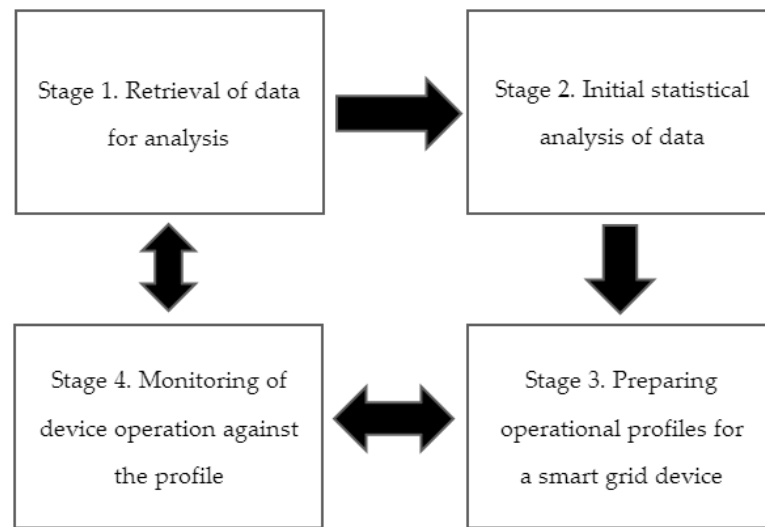 Stage 1. Retrieval of data
for analysis
Stage 2. Initial statistical
analysis of data
Stage 4. Monitoring of
device operation against
the profile
Stage 3. Preparing
operational profiles for
a smart grid device